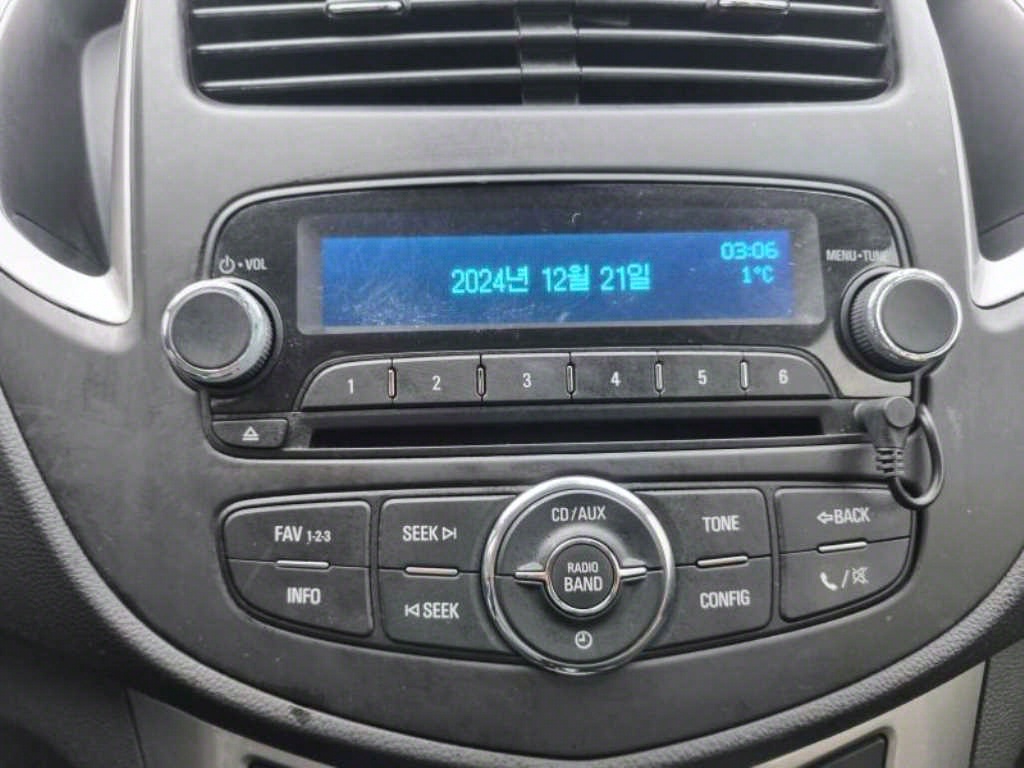 03:06
2024년 12월 21일
1°C
⏻•VOL
MENU•TUNE
1 2 3 4 5 6
CD/AUX
FAV 1-2-3
SEEK
TONE
BACK
RADIO
BAND
INFO
SEEK
CONFIG